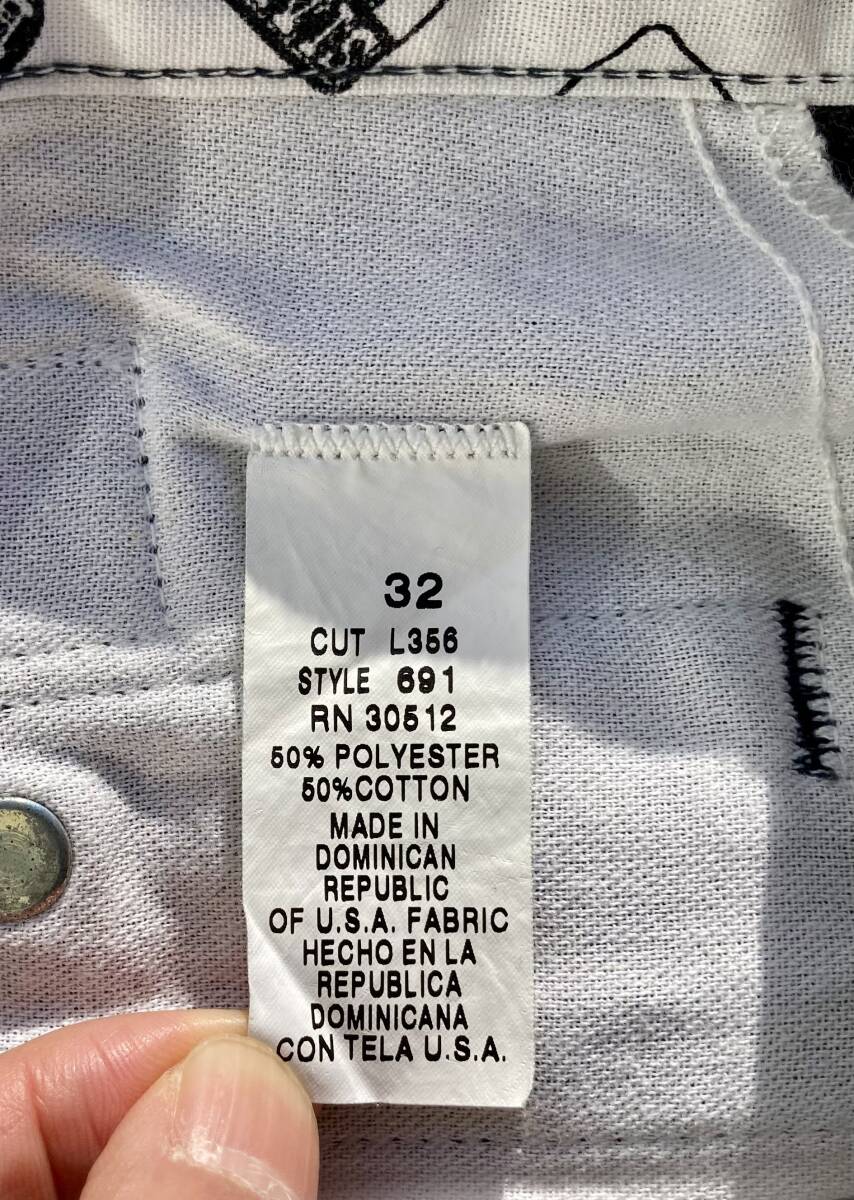 32
CUT L356
STYLE 691
RN 30512
50% POLYESTER
50%COTTON
MADE IN
DOMINICAN
REPUBLIC
OF U.S.A. FABRIC
HECHO EN LA
REPUBLICA
DOMINICANA
CON TELA U.S.A.